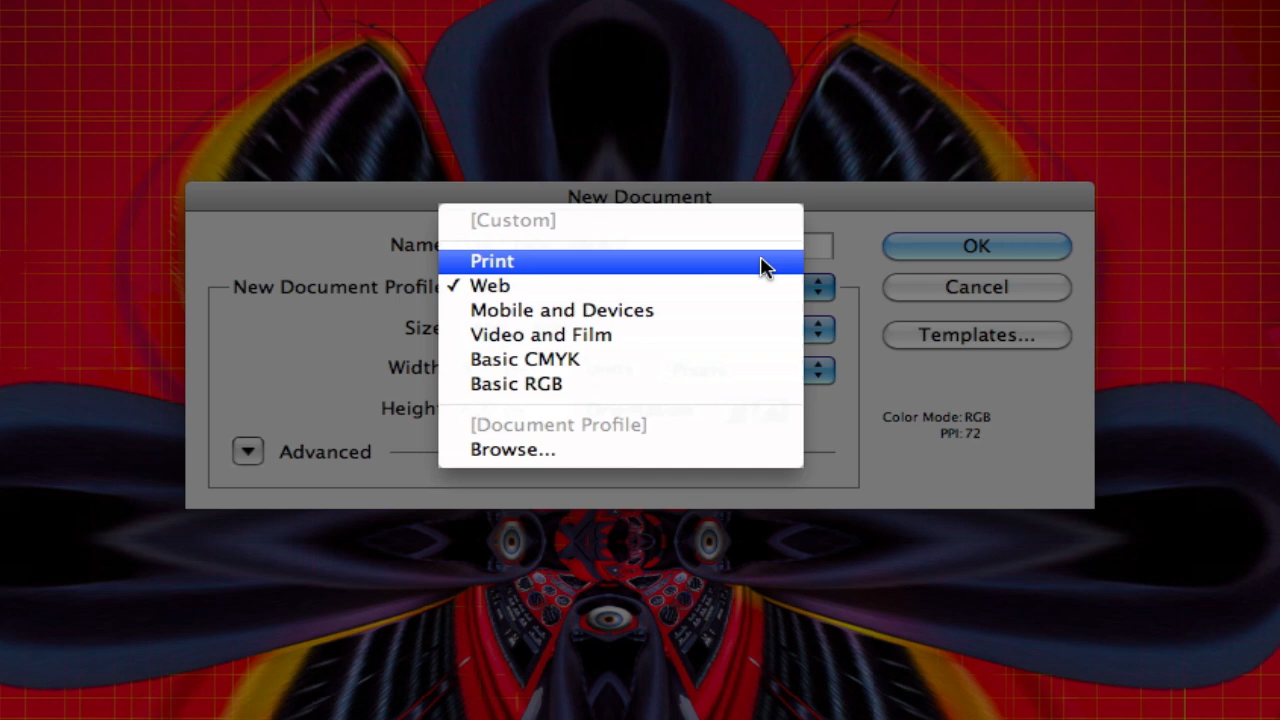 New Document
[Custom]
Name
Print
OK
New Document Profile
✓ Web
Cancel
Mobile and Devices
Size
Video and Film
Templates...
Width
Basic CMYK
Basic RGB
Height
[Document Profile]
Color Mode: RGB
PPI: 72
Advanced
Browse...